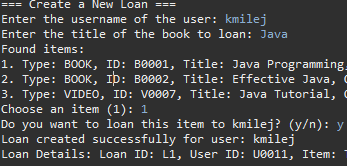 === Create a New Loan ===
Enter the username of the user: kmilej
Enter the title of the book to loan: Java
Found items:
1. Type: BOOK, ID: B0001, Title: Java Programming,
2. Type: BOOK, ID: B0002, Title: Effective Java,
3. Type: VIDEO, ID: V0007, Title: Java Tutorial,
Choose an item (1): 1
Do you want to loan this item to kmilej? (y/n): y
Loan created successfully for user: kmilej
Loan Details: Loan ID: L1, User ID: U0011, Item: